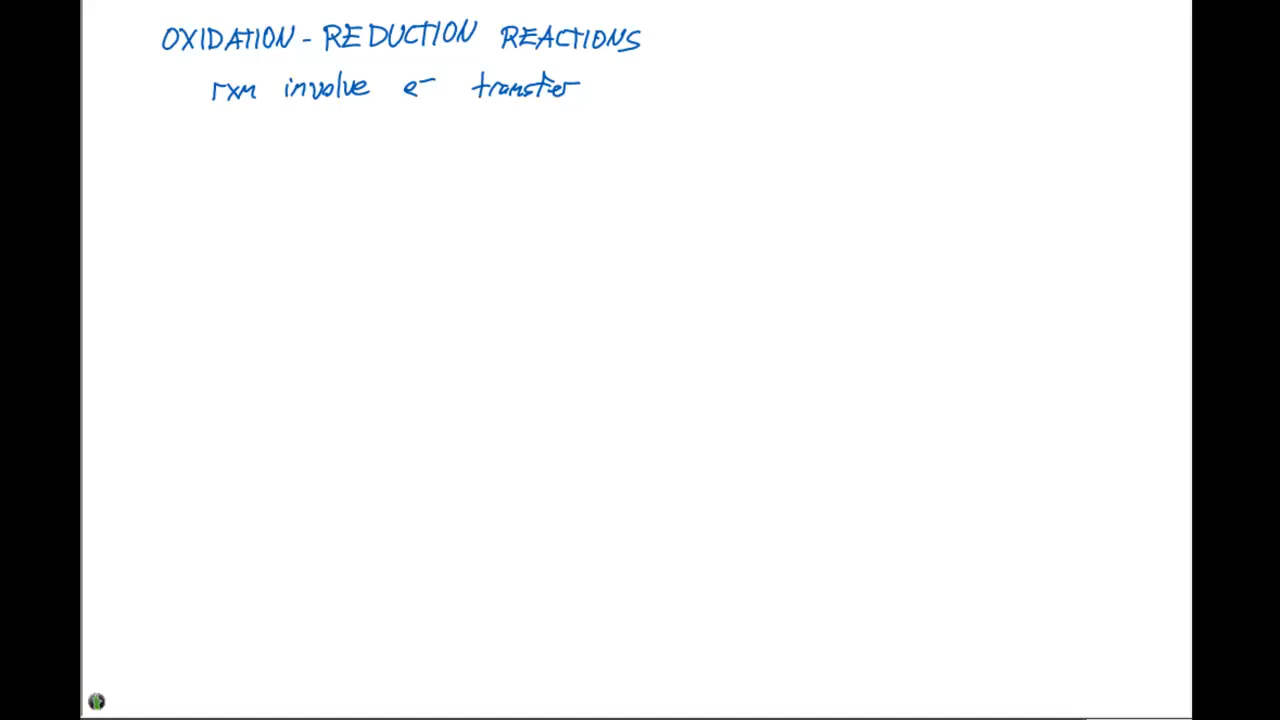 OXIDATION - REDUCTION REACTIONS
rxn involve e⁻ transfer